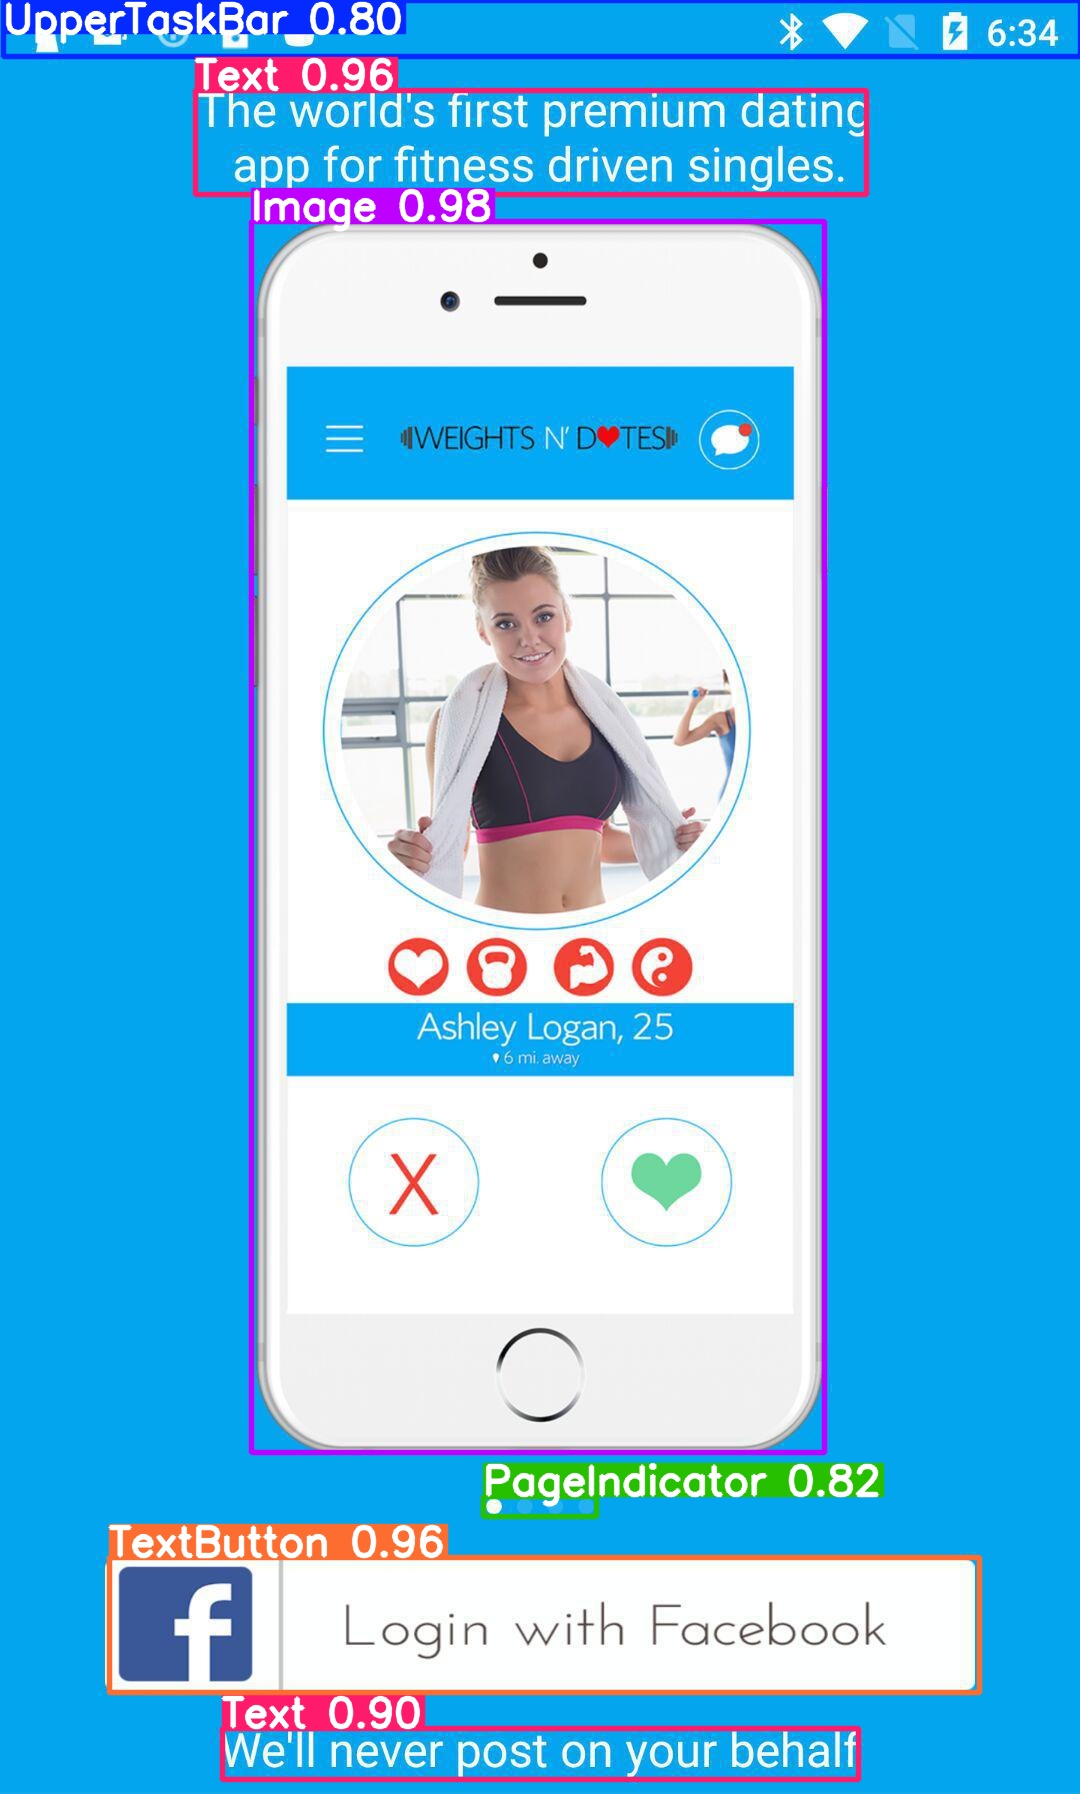 UpperTaskBar 0.80
6:34
Text 0.96
The world's first premium dating
app for fitness driven singles.
Image 0.98
WEIGHTS N' D♥TES
Ashley Logan, 25
6 mi. away
X
PageIndicator 0.82
TextButton 0.96
f
Login with Facebook
Text 0.90
We'll never post on your behalf